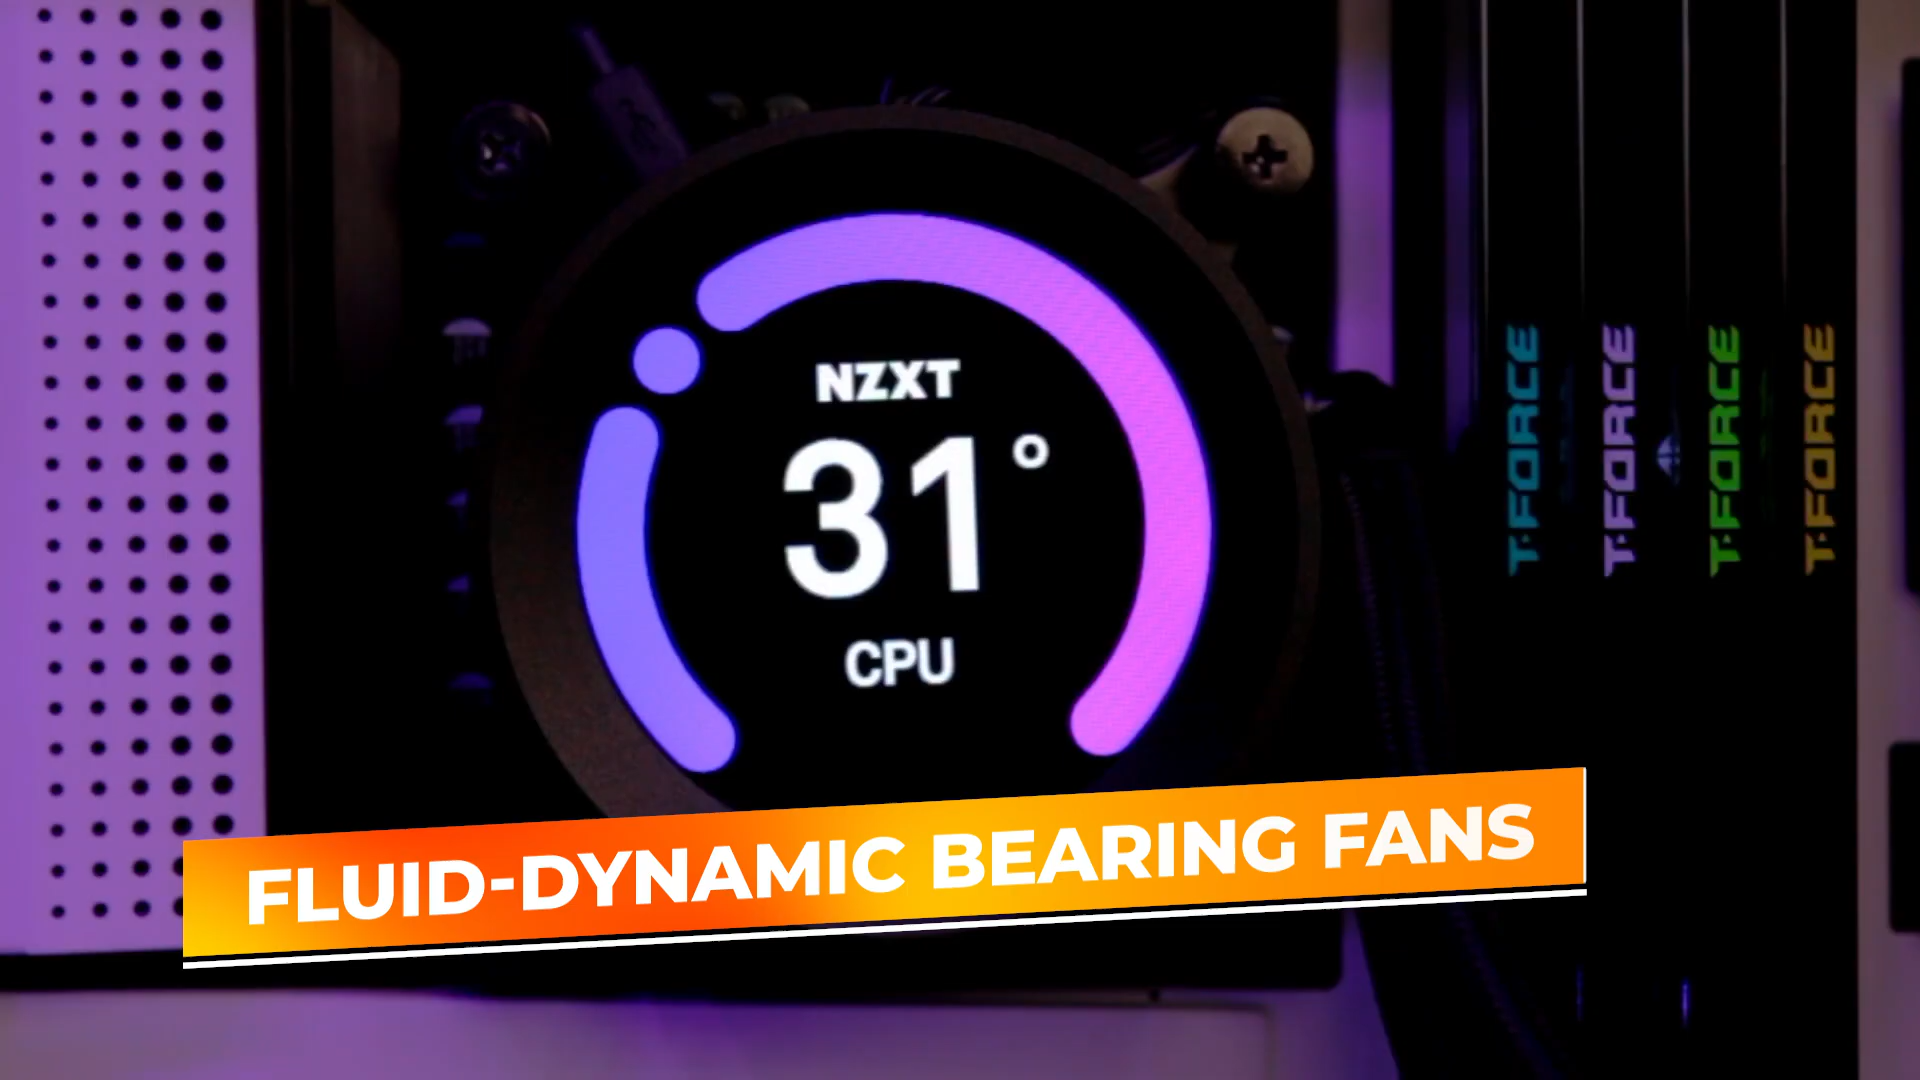 NZXT
31°
CPU
T-FORCE
T-FORCE
T-FORCE
T-FORCE
FLUID-DYNAMIC BEARING FANS